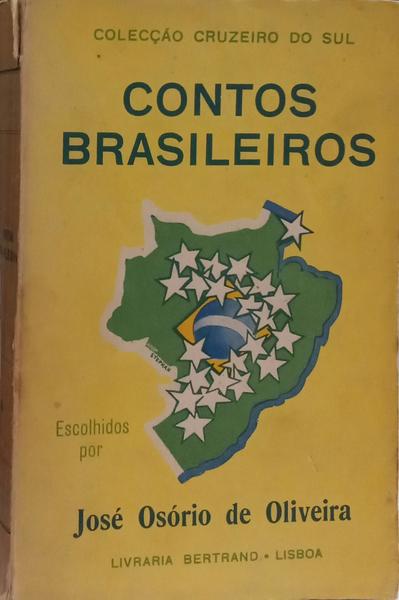 COLECÇÃO CRUZEIRO DO SUL
CONTOS
BRASILEIROS
Escolhidos
por
José Osório de Oliveira
LIVRARIA BERTRAND • LISBOA